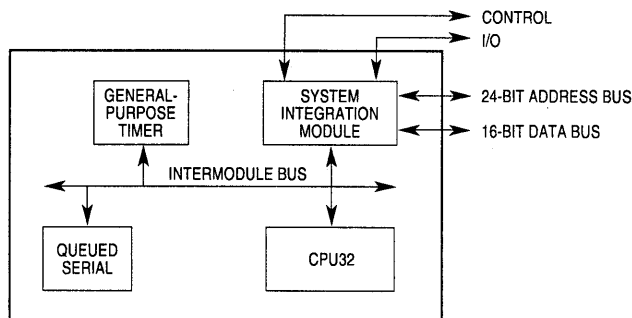 CONTROL
I/O
GENERAL-
PURPOSE
TIMER
SYSTEM
INTEGRATION
MODULE
24-BIT ADDRESS BUS
16-BIT DATA BUS
INTERMODULE BUS
QUEUED
SERIAL
CPU32